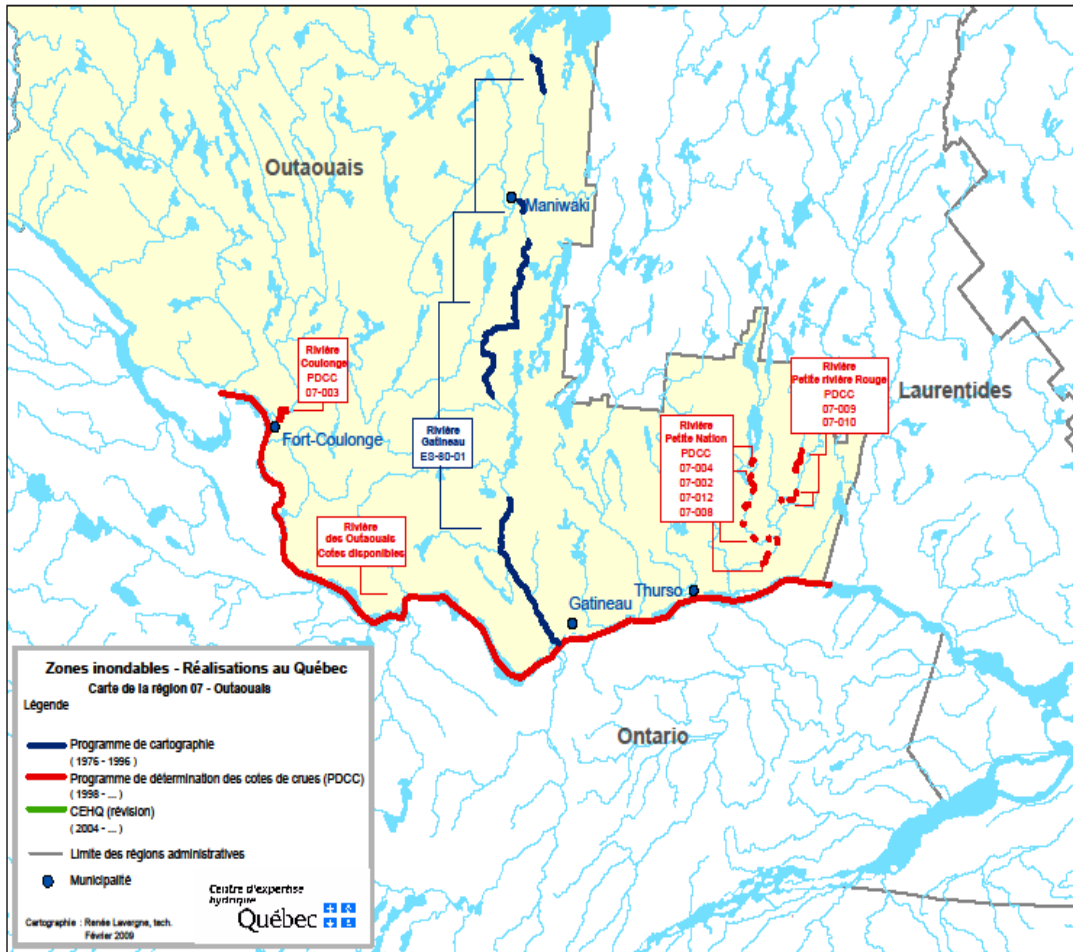 Outaouais
Maniwaki
Rivière
Coulonge
PDCC
07-003
Fort-Coulonge
Rivière
Gatineau
ES-80-01
Rivière
Petite rivière Rouge
PDCC
07-009
07-010
Laurentides
Rivière
Petite Nation
PDCC
07-004
07-002
07-012
07-008
Rivière
des Outaouais
Cotes disponibles
Thurso
Gatineau
Ontario
Zones inondables - Réalisations au Québec
Carte de la région 07 - Outaouais
Légende
Programme de cartographie
( 1976 - 1996 )
Programme de détermination des cotes de crues (PDCC)
( 1998 - ... )
CEHQ (révision)
( 2004 - ... )
Limite des régions administratives
Municipalité
Centre d'expertise
hydrique
Québec
Cartographie : Renée Lavergne, tech.
Février 2009